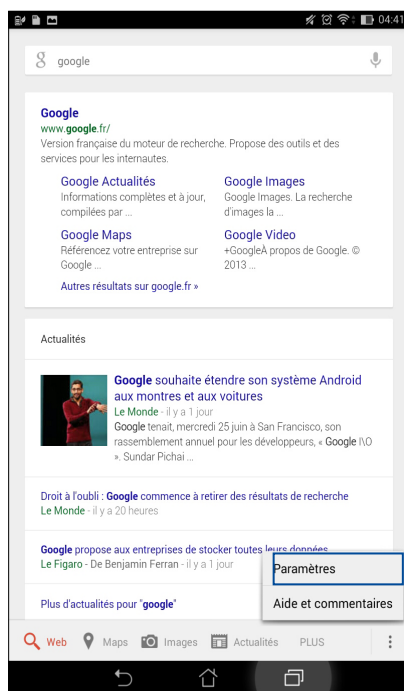 04:41
google
Google
www.google.fr/
Version française du moteur de recherche. Propose des outils et des
services pour les internautes.
Google Actualités
Informations complètes et à jour,
compilées par ...
Google Images
Google Images. La recherche
d'images la ...
Google Maps
Référencez votre entreprise sur
Google ...
Google Video
+GoogleÀ propos de Google. ©
2013 ...
Autres résultats sur google.fr »
Actualités
Google souhaite étendre son système Android
aux montres et aux voitures
Le Monde - il y a 1 jour
Google tenait, mercredi 25 juin à San Francisco, son
rassemblement annuel pour les développeurs, « Google I\O
». Sundar Pichai ...
Droit à l'oubli : Google commence à retirer des résultats de recherche
Le Monde - il y a 20 heures
Google propose aux entreprises de stocker toutes leurs données
Le Figaro - De Benjamin Ferran - il y a 1 jour
Paramètres
Plus d'actualités pour "google"
Aide et commentaires
Web Maps Images Actualités PLUS